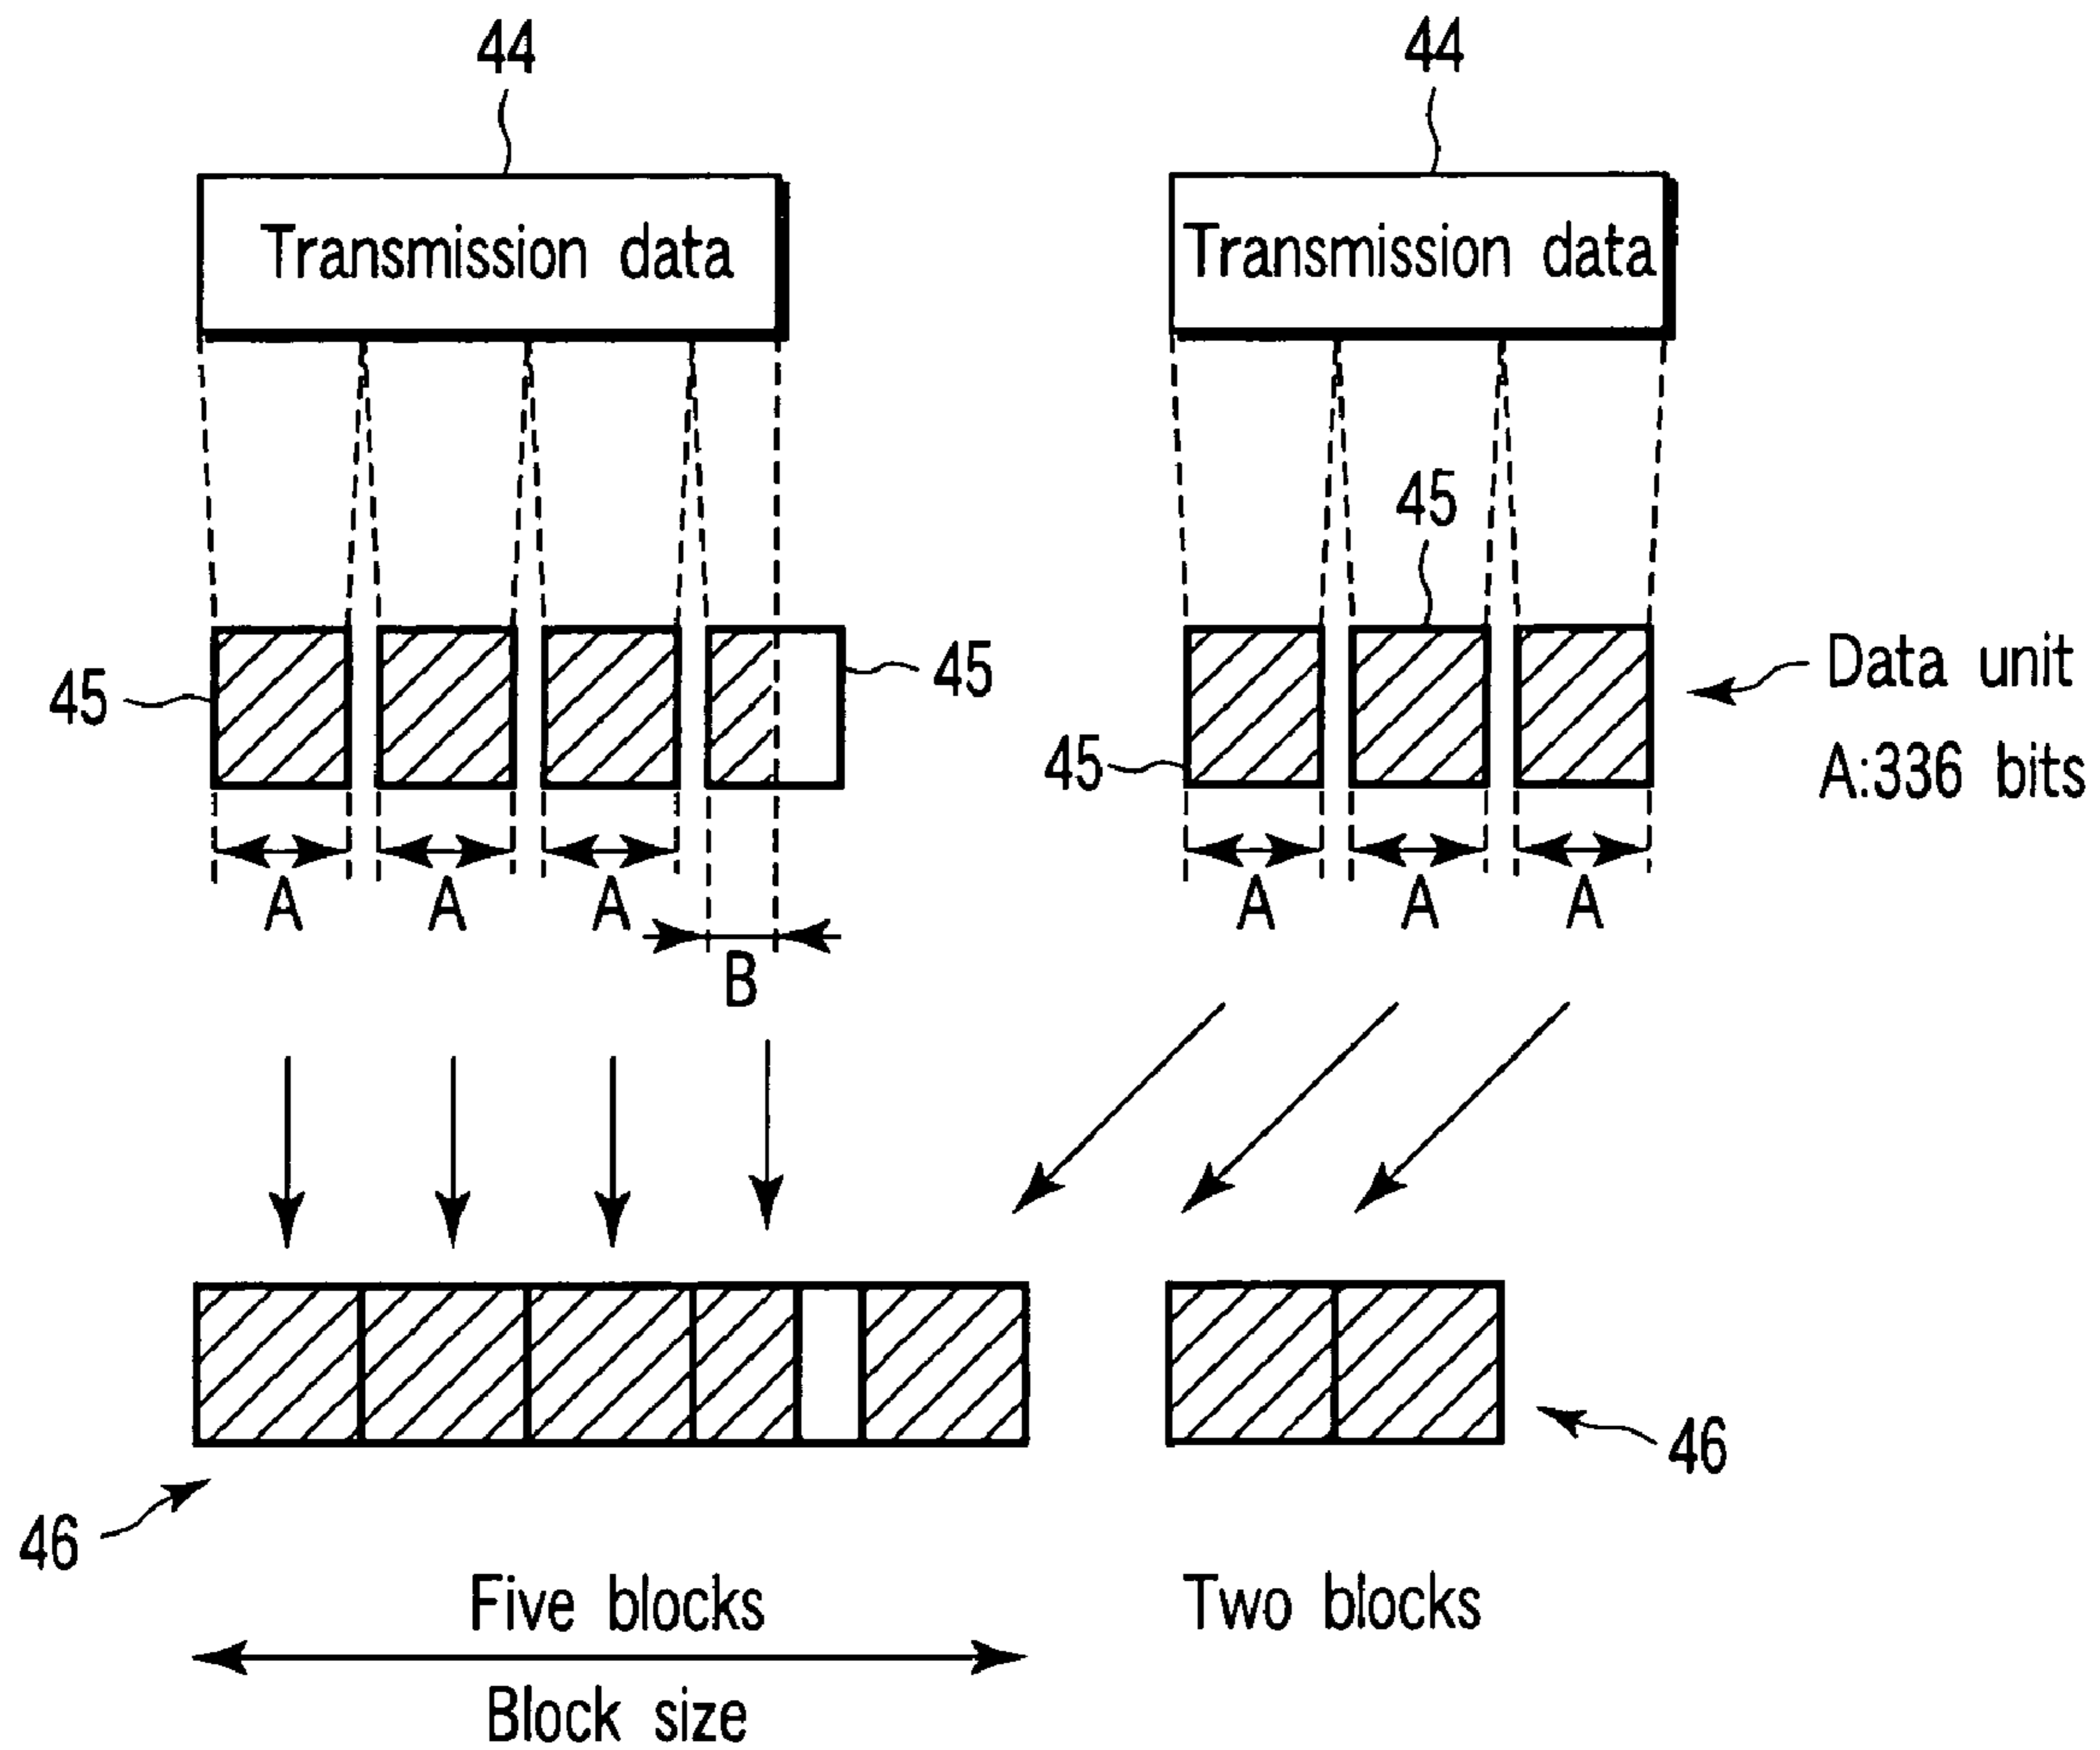 44 44
Transmission data Transmission data
45
45 45 Data unit
45 A:336 bits
A A A A A A
B
46
46
Five blocks Two blocks
Block size